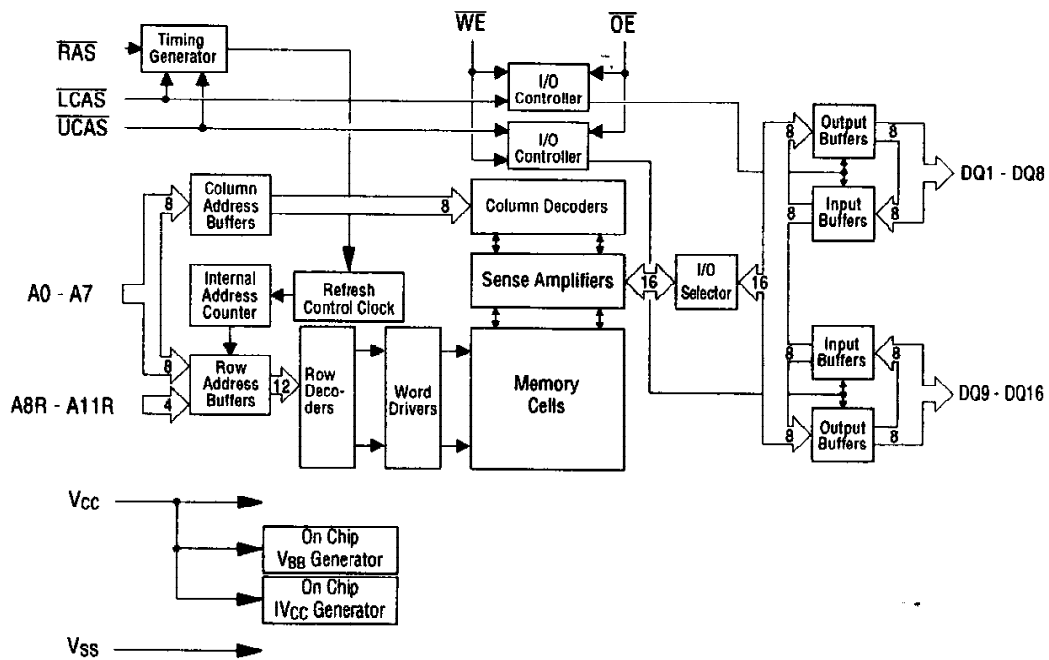 WE
OE
RAS
Timing
Generator
LCAS
UCAS
I/O
Controller
I/O
Controller
Output
Buffers
8
8
DQ1 - DQ8
Input
Buffers
8
8
Column
Address
Buffers
8
8
Column Decoders
A0 - A7
Internal
Address
Counter
Refresh
Control Clock
Sense Amplifiers
16
I/O
Selector
16
Row
Address
Buffers
8
12
A8R - A11R
4
Row
Deco-
ders
Word
Drivers
Memory
Cells
Input
Buffers
8
8
DQ9 - DQ16
Output
Buffers
8
8
VCC
On Chip
VBB Generator
On Chip
IVCC Generator
VSS